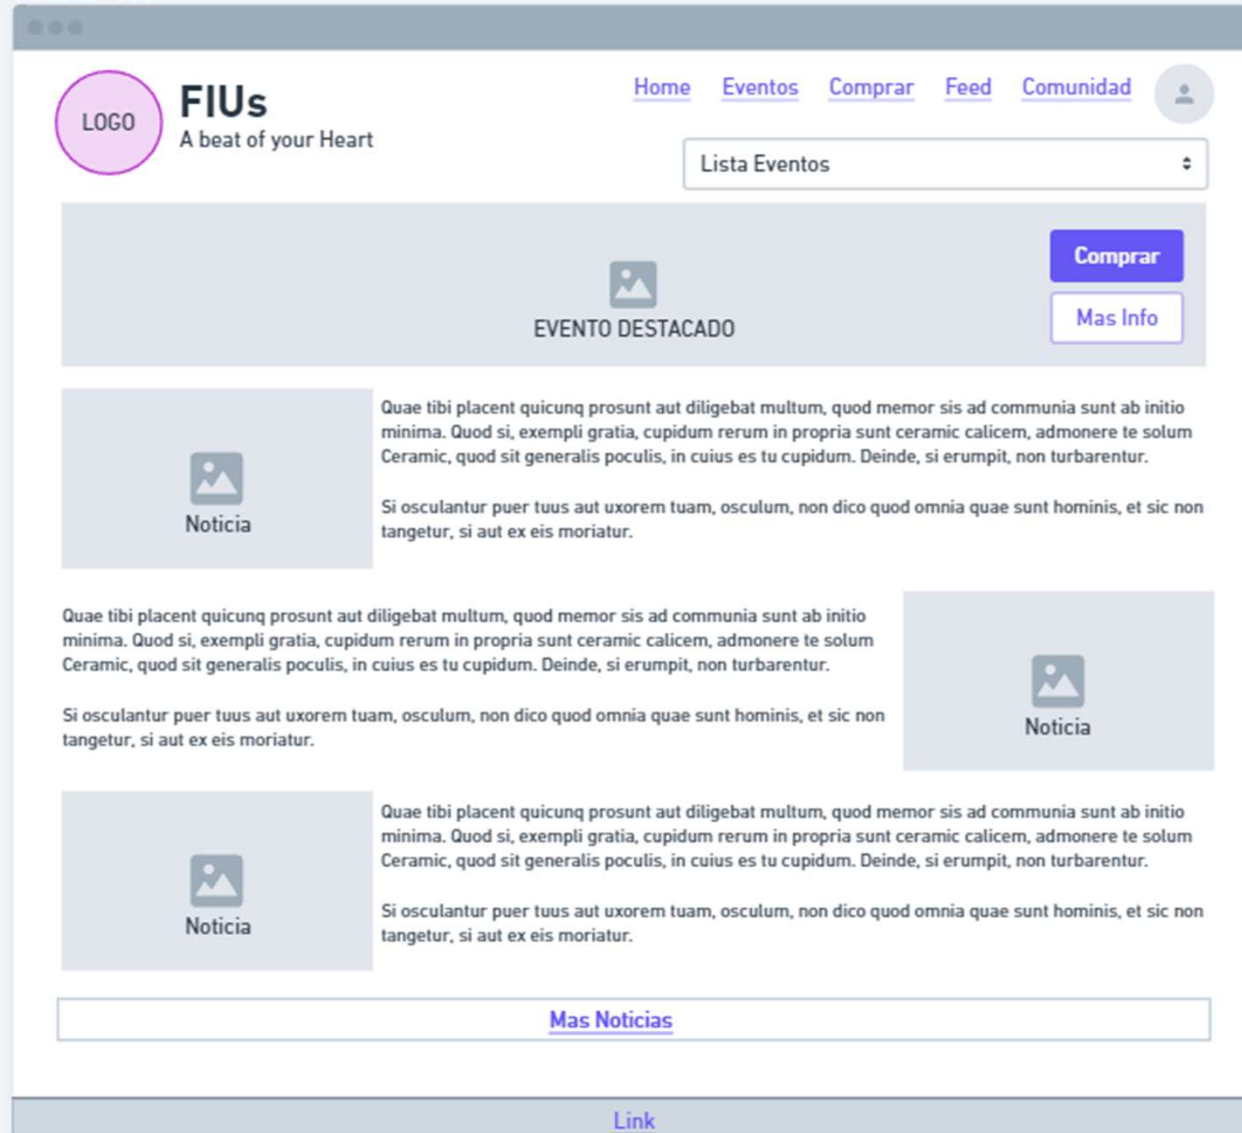 LOGO
FIUs
A beat of your Heart
Home Eventos Comprar Feed Comunidad
Lista Eventos
EVENTO DESTACADO
Comprar
Mas Info
Noticia
Quae tibi placent quicunq prosunt aut diligebat multum, quod memor sis ad communia sunt ab initio
minima. Quod si, exempli gratia, cupidum rerum in propria sunt ceramic calicem, admonere te solum
Ceramic, quod sit generalis poculis, in cuius es tu cupidum. Deinde, si erumpit, non turbarentur.
Si osculantur puer tuus aut uxorem tuam, osculum, non dico quod omnia quae sunt hominis, et sic non
tangetur, si aut ex eis moriatur.
Quae tibi placent quicunq prosunt aut diligebat multum, quod memor sis ad communia sunt ab initio
minima. Quod si, exempli gratia, cupidum rerum in propria sunt ceramic calicem, admonere te solum
Ceramic, quod sit generalis poculis, in cuius es tu cupidum. Deinde, si erumpit, non turbarentur.
Si osculantur puer tuus aut uxorem tuam, osculum, non dico quod omnia quae sunt hominis, et sic non
tangetur, si aut ex eis moriatur.
Noticia
Noticia
Quae tibi placent quicunq prosunt aut diligebat multum, quod memor sis ad communia sunt ab initio
minima. Quod si, exempli gratia, cupidum rerum in propria sunt ceramic calicem, admonere te solum
Ceramic, quod sit generalis poculis, in cuius es tu cupidum. Deinde, si erumpit, non turbarentur.
Si osculantur puer tuus aut uxorem tuam, osculum, non dico quod omnia quae sunt hominis, et sic non
tangetur, si aut ex eis moriatur.
Mas Noticias
Link